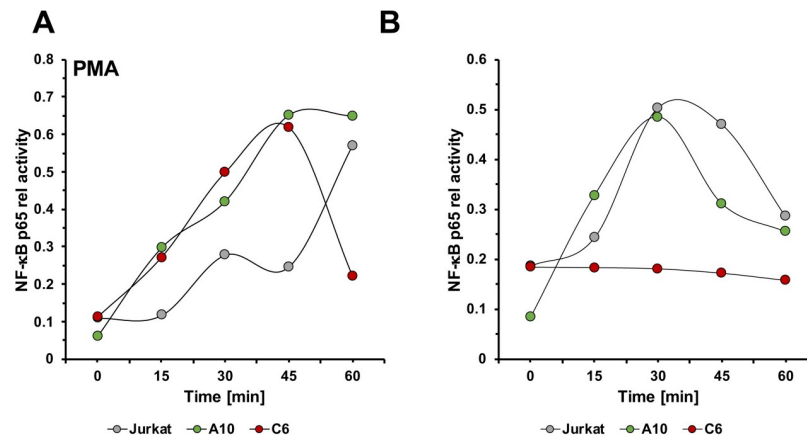 A
PMA
NF-κB p65 rel activity
0.8
0.7
0.6
0.5
0.4
0.3
0.2
0.1
0
0 15 30 45 60
Time [min]
Jurkat A10 C6
B
NF-κB p65 rel activity
0.6
0.5
0.4
0.3
0.2
0.1
0
0 15 30 45 60
Time [min]
Jurkat A10 C6